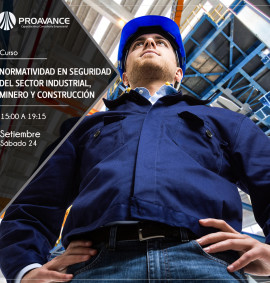 PROAVANCE
Curso
NORMATIVIDAD EN SEGURIDAD
DEL SECTOR INDUSTRIAL,
MINERO Y CONSTRUCCIÓN
15:00 A 19:15
Setiembre
Sábado 24